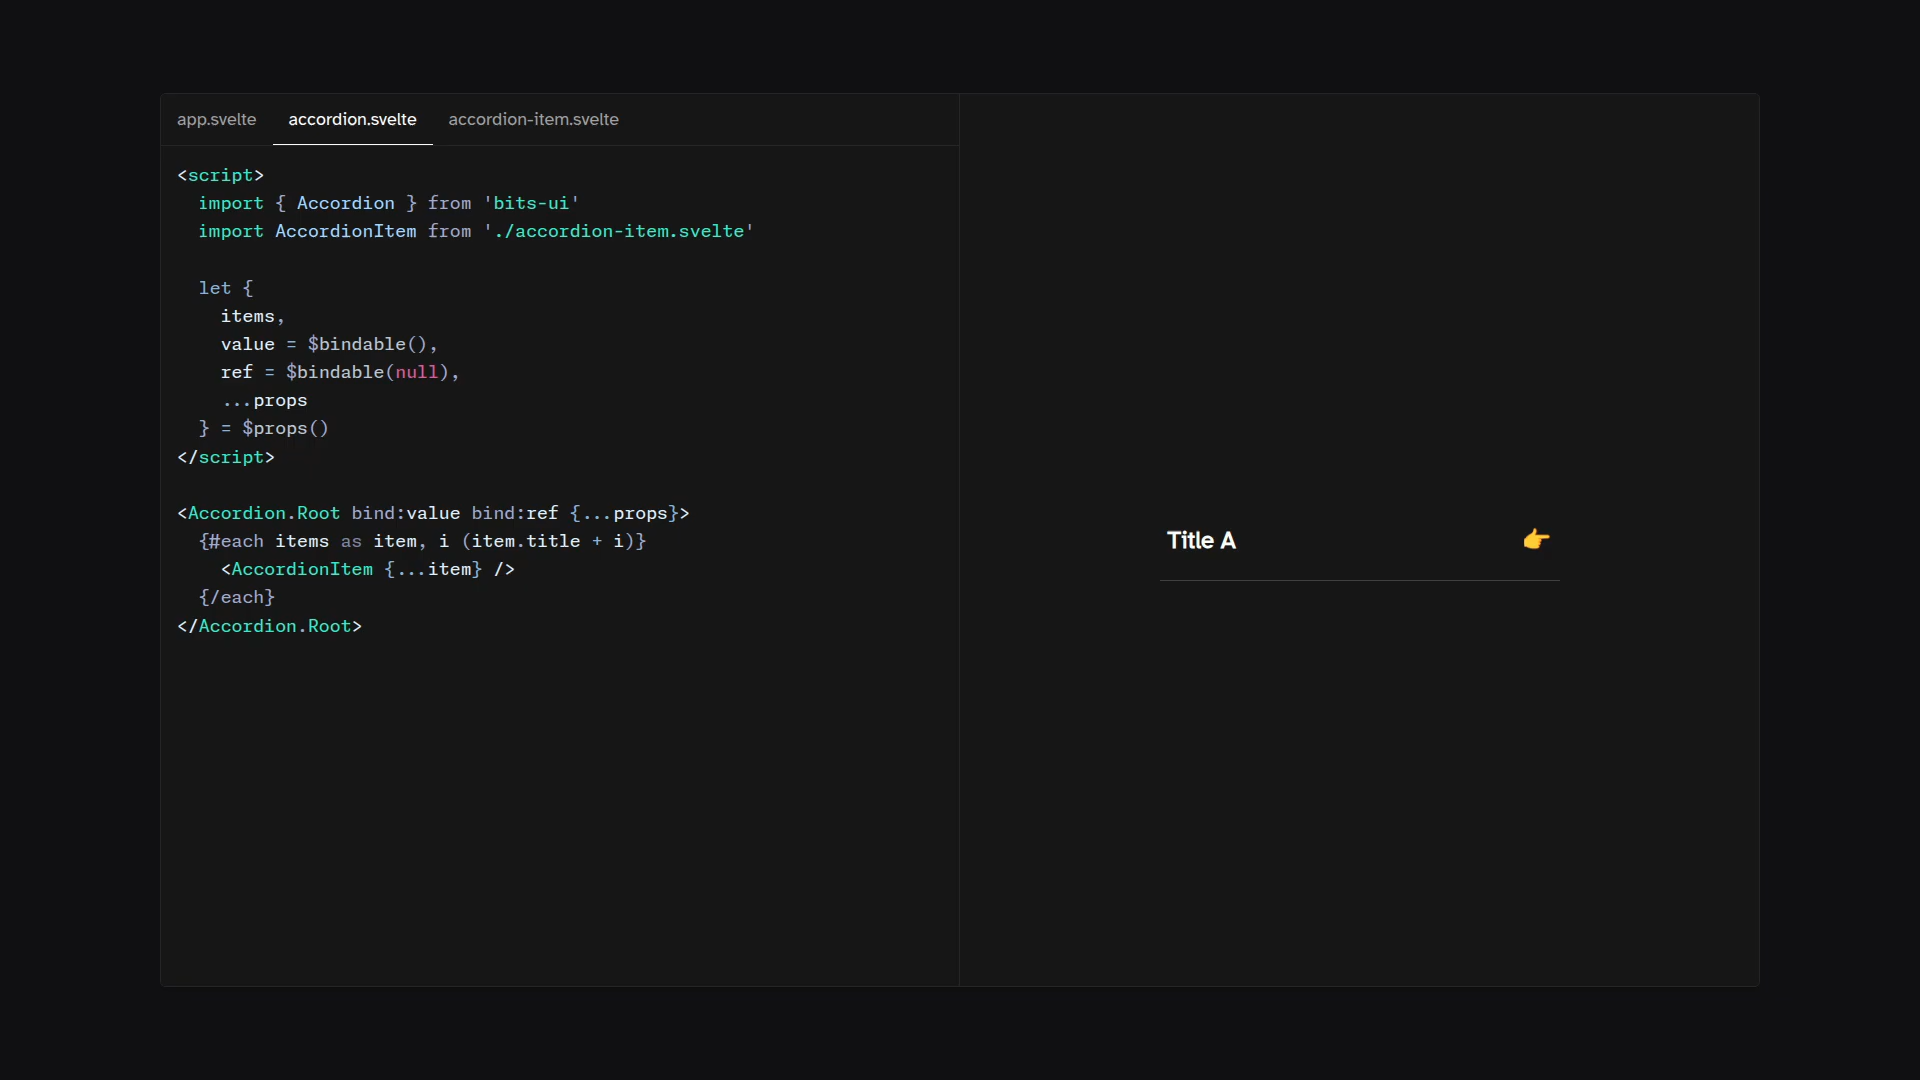 app.svelte accordion.svelte accordion-item.svelte
<script>
  import { Accordion } from 'bits-ui'
  import AccordionItem from './accordion-item.svelte'

  let {
    items,
    value = $bindable(),
    ref = $bindable(null),
    ...props
  } = $props()
</script>

<Accordion.Root bind:value bind:ref {...props}>
  {#each items as item, i (item.title + i)}
    <AccordionItem {...item} />
  {/each}
</Accordion.Root>
Title A 👉